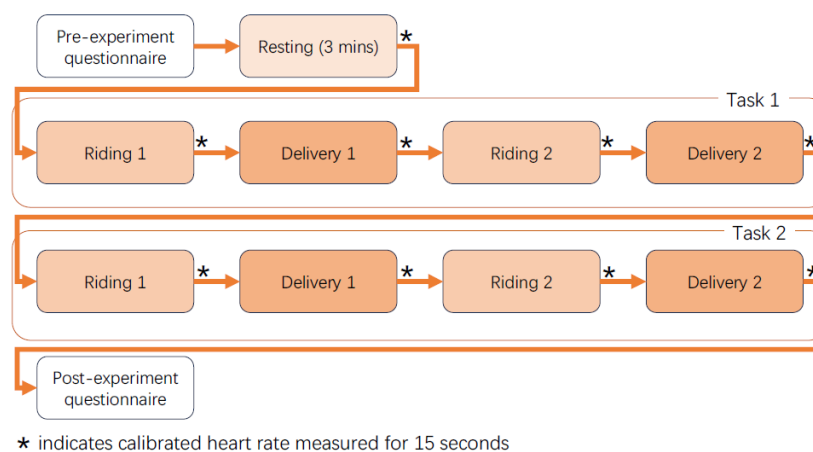 Pre-experiment
questionnaire
Resting (3 mins)
*
Task 1
Riding 1
*
Delivery 1
*
Riding 2
*
Delivery 2
*
Task 2
Riding 1
*
Delivery 1
*
Riding 2
*
Delivery 2
*
Post-experiment
questionnaire
* indicates calibrated heart rate measured for 15 seconds